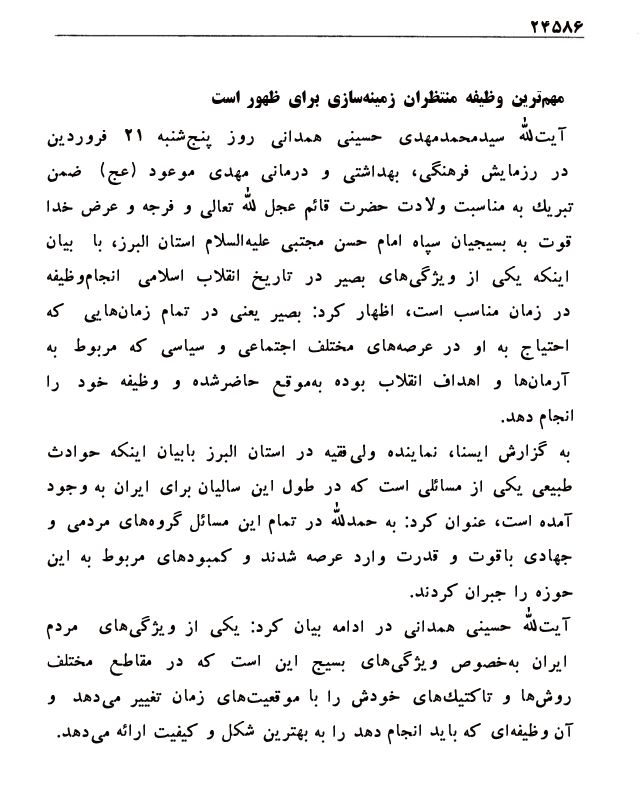 ۲۴۵۸۶
مهم‌ترین وظیفه منتظران زمینه‌سازی برای ظهور است
آیت‌الله سیدمحمدمهدی حسینی همدانی روز پنج‌شنبه ۲۱ فروردین
در رزمایش فرهنگی، بهداشتی و درمانی مهدی موعود (عج) ضمن
تبریك به مناسبت ولادت حضرت قائم عجل الله تعالی و فرجه و عرض خدا
قوت به بسیجیان سپاه امام حسن مجتبی علیه‌السلام استان البرز، با بیان
اینکه یکی از ویژگی‌های بصیر در تاریخ انقلاب اسلامی انجام‌وظیفه
در زمان مناسب است، اظهار کرد: بصیر یعنی در تمام زمان‌هایی که
احتیاج به او در عرصه‌های مختلف اجتماعی و سیاسی که مربوط به
آرمان‌ها و اهداف انقلاب بوده به‌موقع حاضرشده و وظیفه خود را
انجام دهد.
به گزارش ایسنا، نماینده ولی‌فقیه در استان البرز بابیان اینکه حوادث
طبیعی یکی از مسائلی است که در طول این سالیان برای ایران به وجود
آمده است، عنوان کرد: به حمدالله در تمام این مسائل گروه‌های مردمی و
جهادی باقوت و قدرت وارد عرصه شدند و کمبودهای مربوط به این
حوزه را جبران کردند.
آیت‌الله حسینی همدانی در ادامه بیان کرد: یکی از ویژگی‌های مردم
ایران به‌خصوص ویژگی‌های بسیج این است که در مقاطع مختلف
روش‌ها و تاکتیك‌های خودش را با موقعیت‌های زمان تغییر می‌دهد و
آن وظیفه‌ای که باید انجام دهد را به بهترین شکل و کیفیت ارائه می‌دهد.